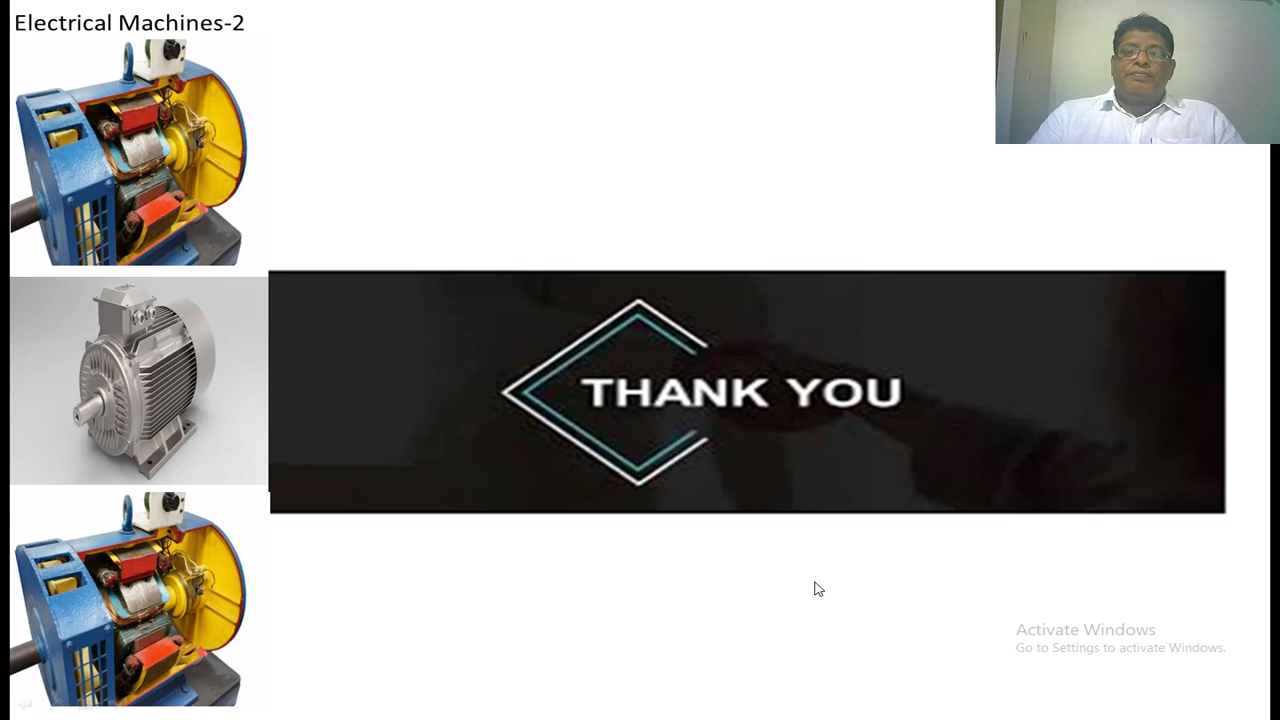 Electrical Machines-2
THANK YOU
Activate Windows
Go to Settings to activate Windows.